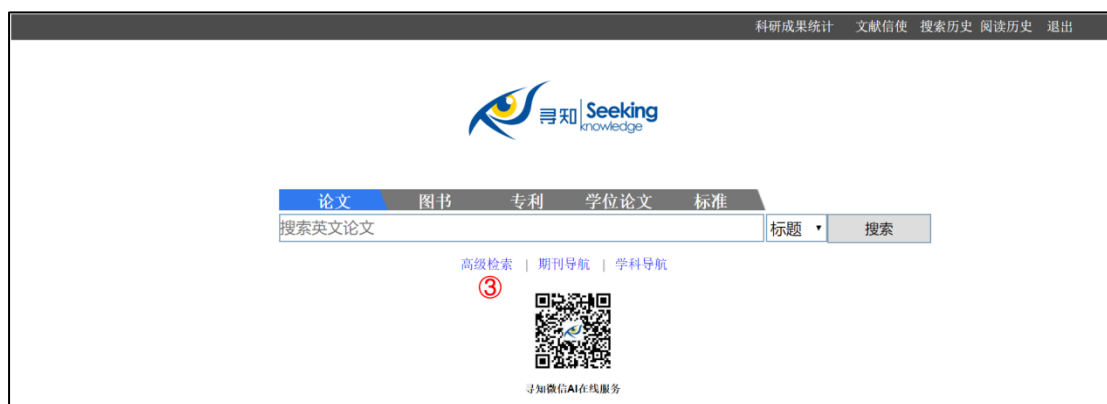 科研成果统计 文献信使 搜索历史 阅读历史 退出
寻知 Seeking
knowledge
论文 图书 专利 学位论文 标准
搜索英文论文 标题 搜索
高级检索 | 期刊导航 | 学科导航
③
寻知微信AI在线服务